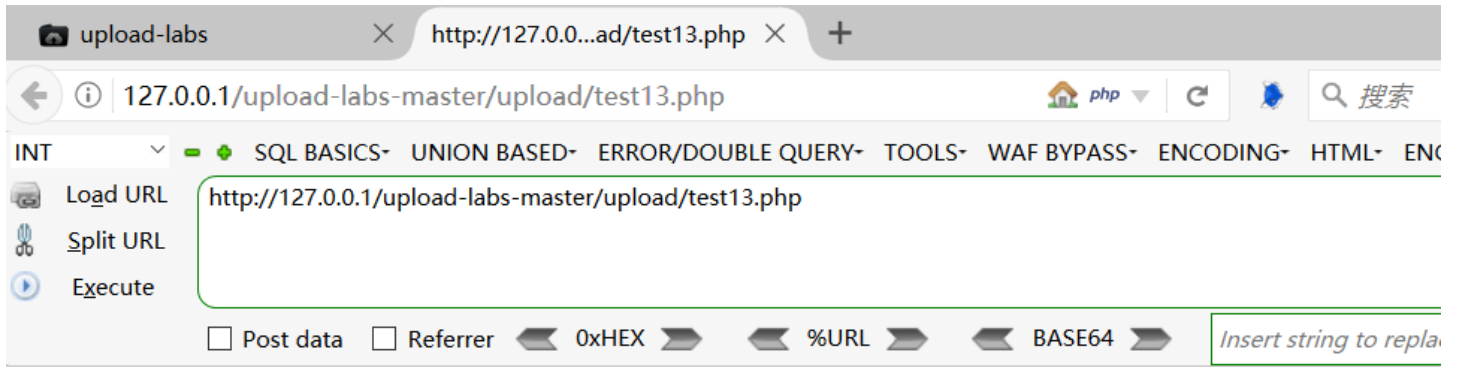 upload-labs http://127.0.0...ad/test13.php
127.0.0.1/upload-labs-master/upload/test13.php php 搜索
INT SQL BASICS UNION BASED ERROR/DOUBLE QUERY TOOLS WAF BYPASS ENCODING HTML ENC
Load URL http://127.0.0.1/upload-labs-master/upload/test13.php
Split URL
Execute
Post data Referrer 0xHEX %URL BASE64 Insert string to repla